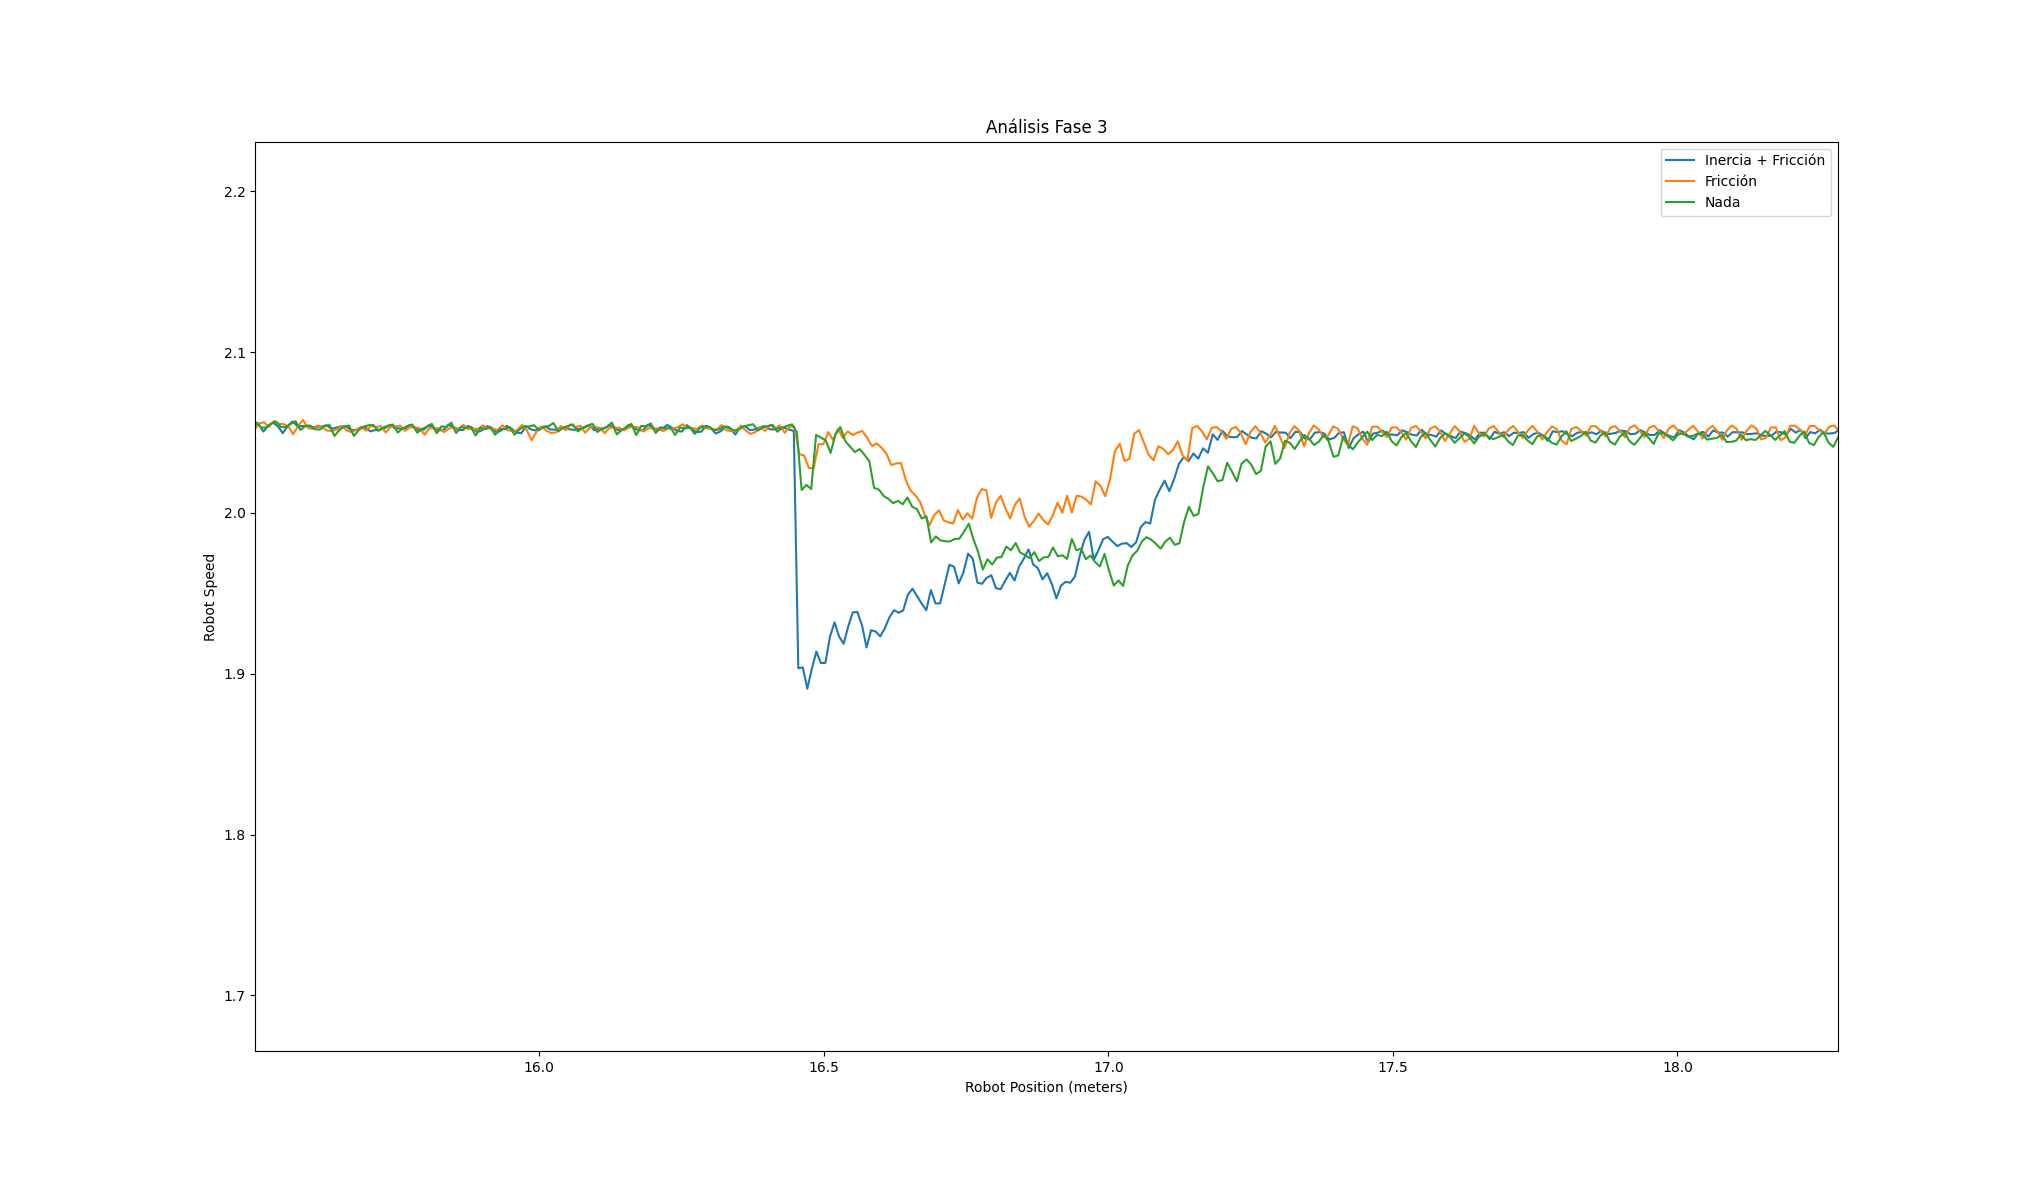 Análisis Fase 3
Inercia + Fricción
Fricción
Nada
Robot Speed
2.2
2.1
2.0
1.9
1.8
1.7
16.0 16.5 17.0 17.5 18.0
Robot Position (meters)